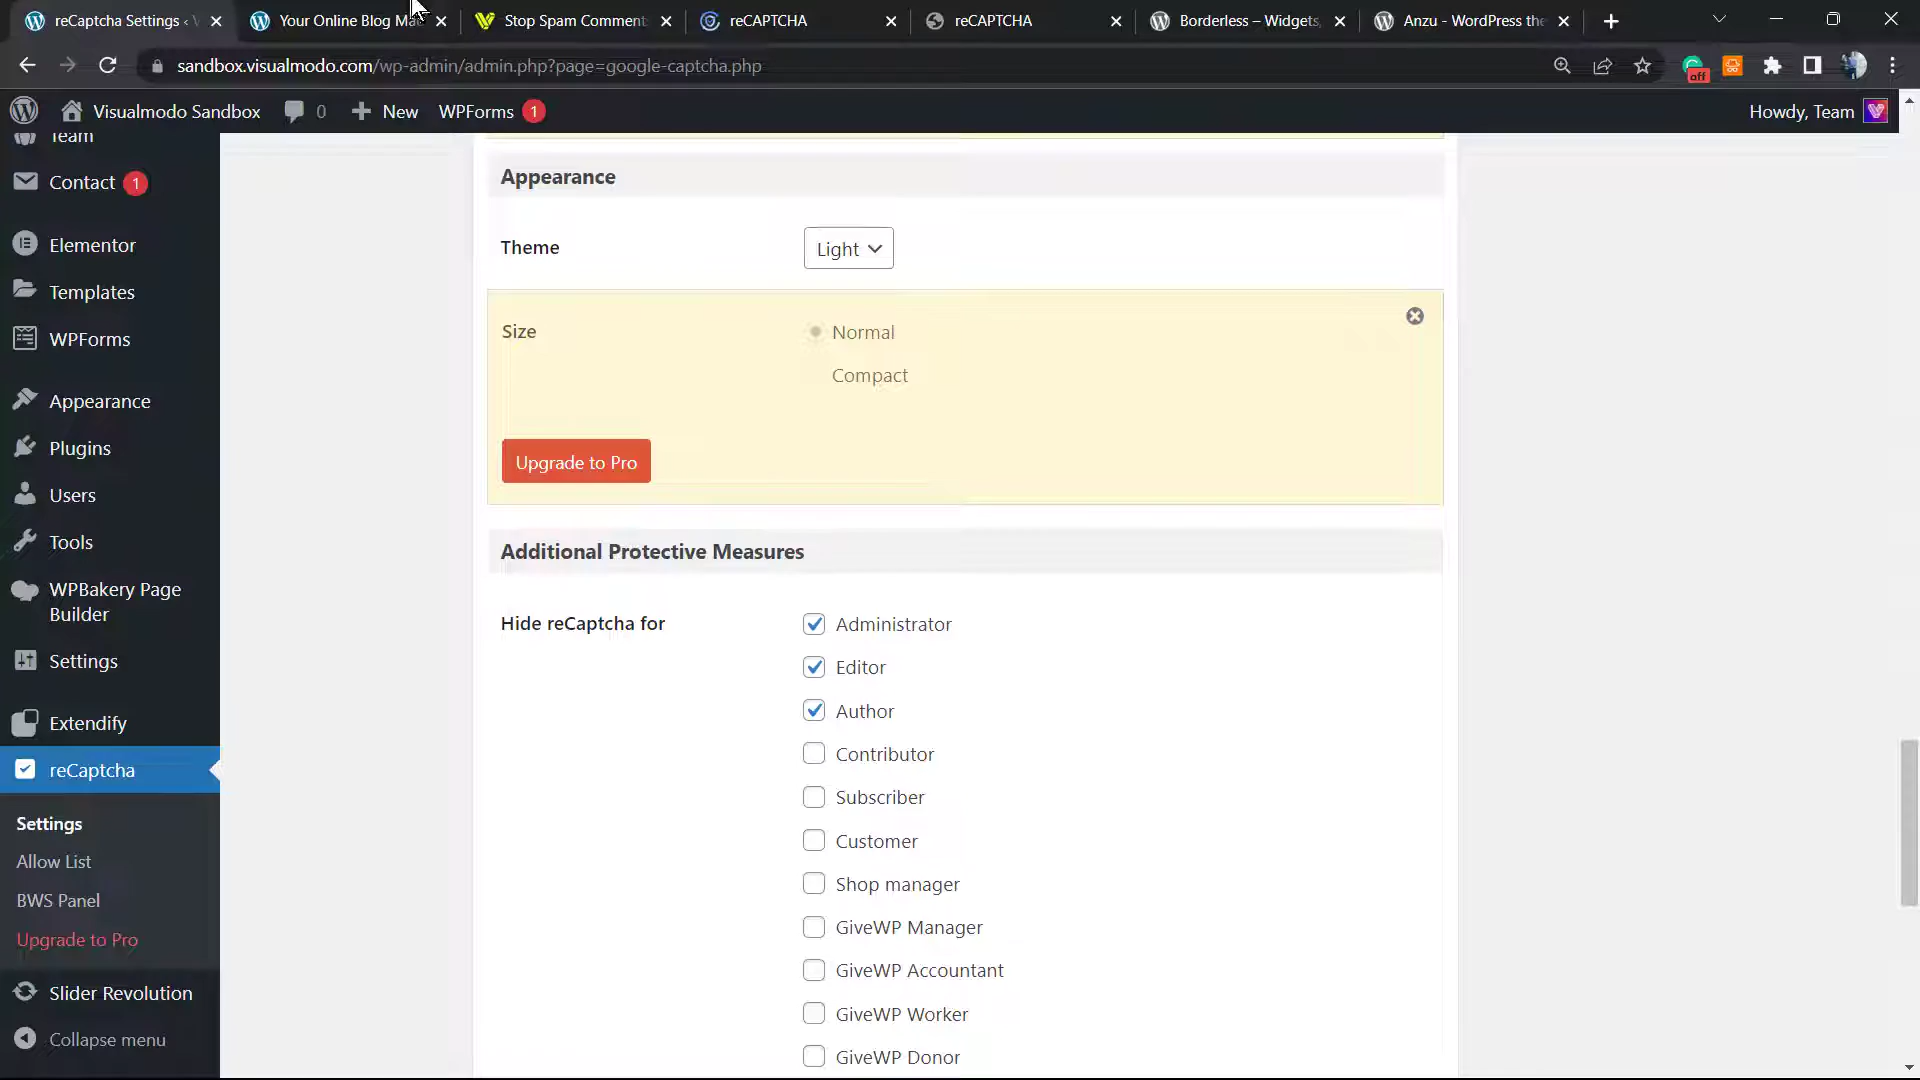 reCaptcha Settings ‹ V
Your Online Blog Ma
Stop Spam Comment
reCAPTCHA
reCAPTCHA
Borderless – Widgets,
Anzu - WordPress the
sandbox.visualmodo.com/wp-admin/admin.php?page=google-captcha.php
off
Visualmodo Sandbox
0
New
WPForms 1
Howdy, Team
Team
Contact 1
Elementor
Templates
WPForms
Appearance
Plugins
Users
Tools
WPBakery Page
Builder
Settings
Extendify
reCaptcha
Settings
Allow List
BWS Panel
Upgrade to Pro
Slider Revolution
Collapse menu
Appearance
Theme
Light
Size
Normal
Compact
Upgrade to Pro
Additional Protective Measures
Hide reCaptcha for
Administrator
Editor
Author
Contributor
Subscriber
Customer
Shop manager
GiveWP Manager
GiveWP Accountant
GiveWP Worker
GiveWP Donor